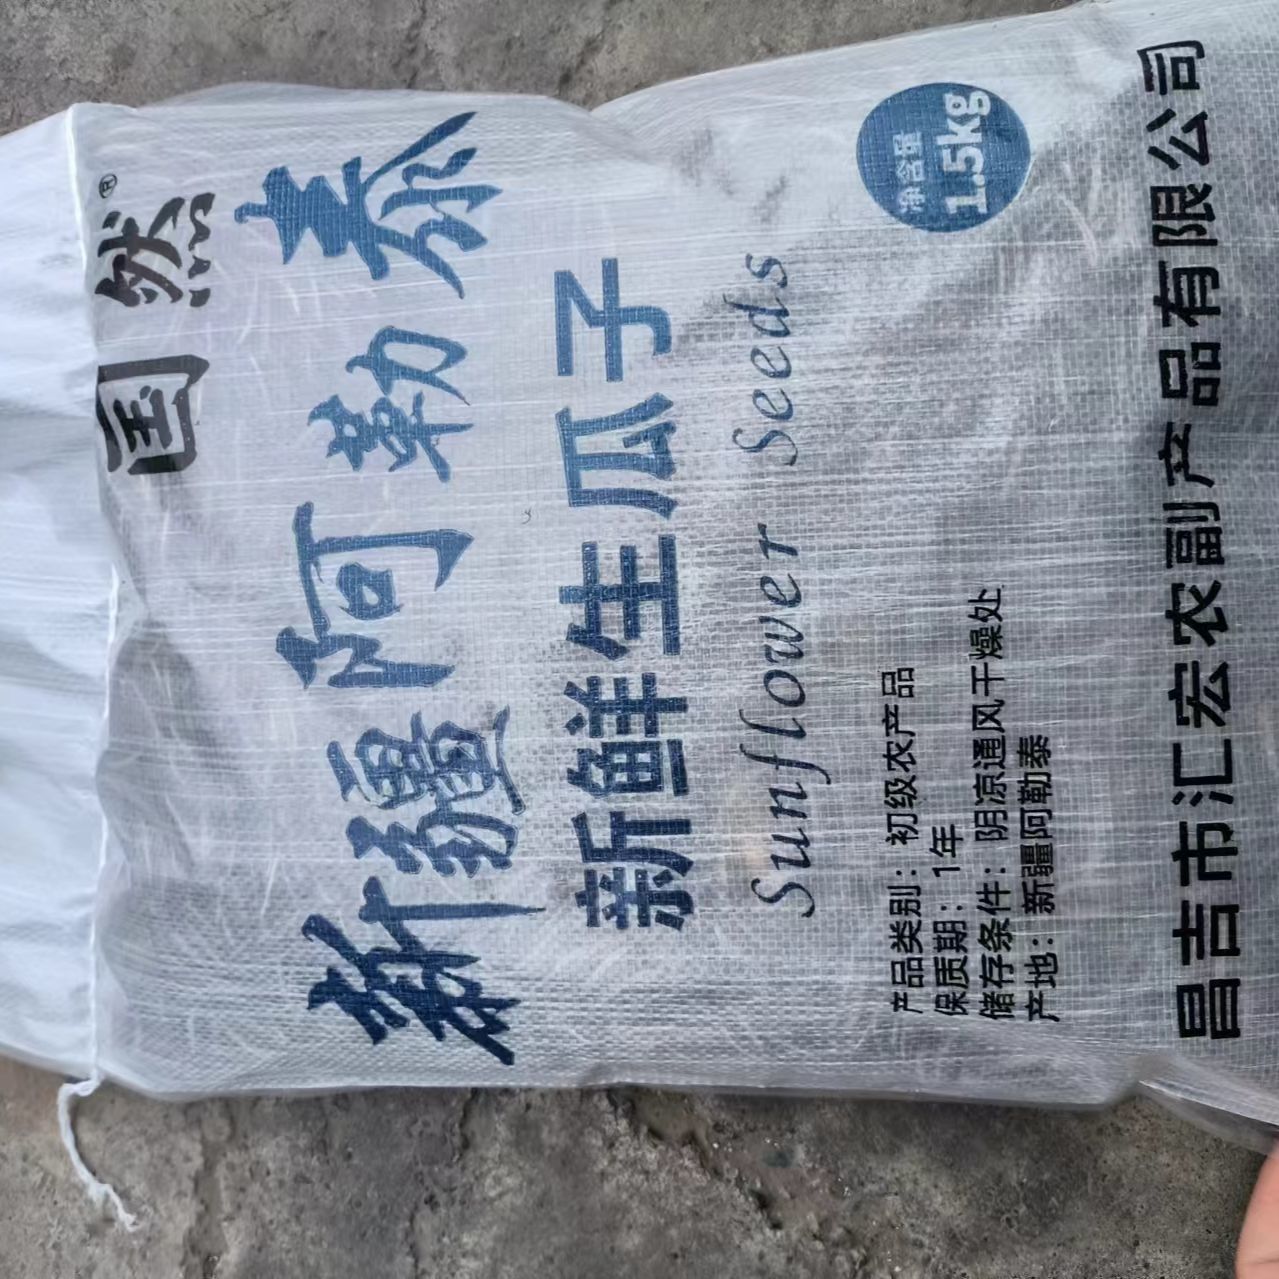 国然®
新疆阿勒泰
新鲜生瓜子
Sunflower Seeds
净含量
1.5kg
产品类别：初级农产品
保质期：1年
储存条件：阴凉通风干燥处
产地：新疆阿勒泰
昌吉市汇宏农副产品有限公司